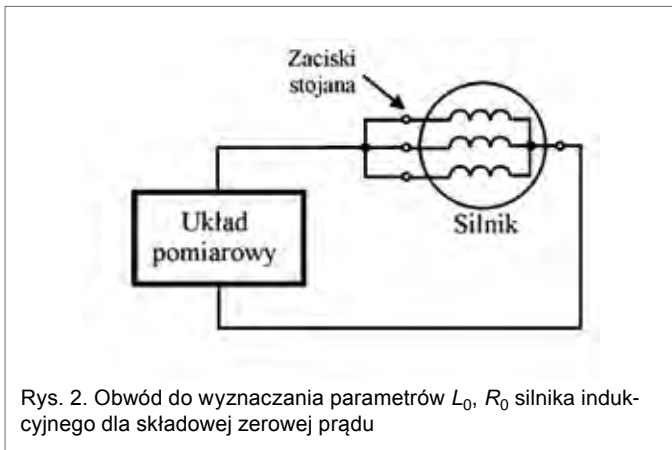 Zaciski
stojana
Silnik
Układ
pomiarowy
Rys. 2. Obwód do wyznaczania parametrów L₀, R₀ silnika induk-
cyjnego dla składowej zerowej prądu